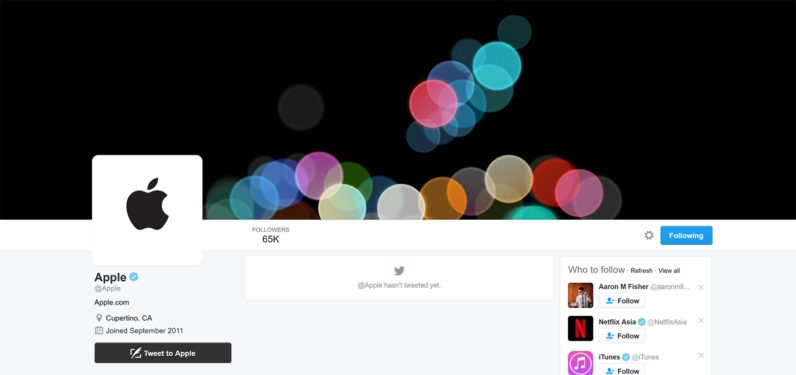 FOLLOWERS
65K
Following
Apple
@Apple
Apple.com
Cupertino, CA
Joined September 2011
Tweet to Apple
@Apple hasn't tweeted yet.
Who to follow · Refresh · View all
Aaron M Fisher @aaronmfi...
Follow
Netflix Asia @NetflixAsia
Follow
iTunes @iTunes
Follow